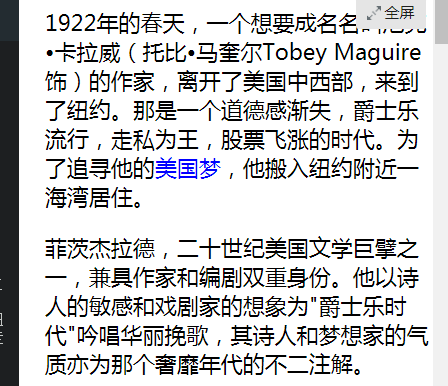 全屏
1922年的春天，一个想要成名名叫尼克
•卡拉威（托比•马奎尔Tobey Maguire
饰）的作家，离开了美国中西部，来到
了纽约。那是一个道德感渐失，爵士乐
流行，走私为王，股票飞涨的时代。为
了追寻他的美国梦，他搬入纽约附近一
海湾居住。
菲茨杰拉德，二十世纪美国文学巨擘之
一，兼具作家和编剧双重身份。他以诗
人的敏感和戏剧家的想象为"爵士乐时
代"吟唱华丽挽歌，其诗人和梦想家的气
质亦为那个奢靡年代的不二注解。